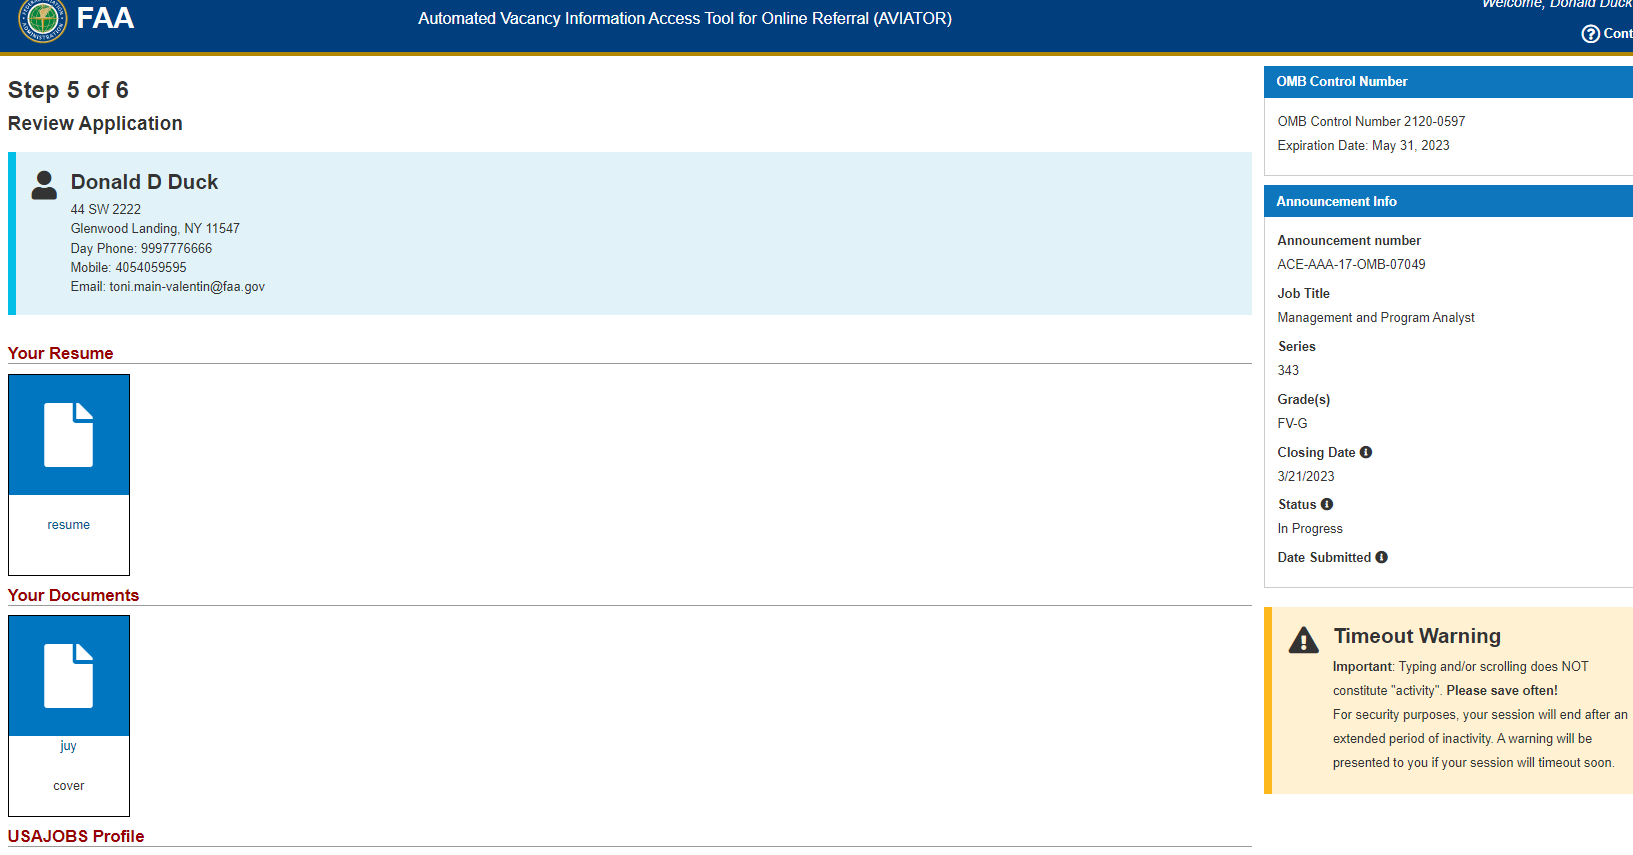 FAA
Automated Vacancy Information Access Tool for Online Referral (AVIATOR)
Welcome, Donald Duck
Cont
Step 5 of 6
Review Application
Donald D Duck
44 SW 2222
Glenwood Landing, NY 11547
Day Phone: 9997776666
Mobile: 4054059595
Email: toni.main-valentin@faa.gov
Your Resume
resume
Your Documents
juy
cover
USAJOBS Profile
OMB Control Number
OMB Control Number 2120-0597
Expiration Date: May 31, 2023
Announcement Info
Announcement number
ACE-AAA-17-OMB-07049
Job Title
Management and Program Analyst
Series
343
Grade(s)
FV-G
Closing Date
3/21/2023
Status
In Progress
Date Submitted
Timeout Warning
Important: Typing and/or scrolling does NOT
constitute "activity". Please save often!
For security purposes, your session will end after an
extended period of inactivity. A warning will be
presented to you if your session will timeout soon.